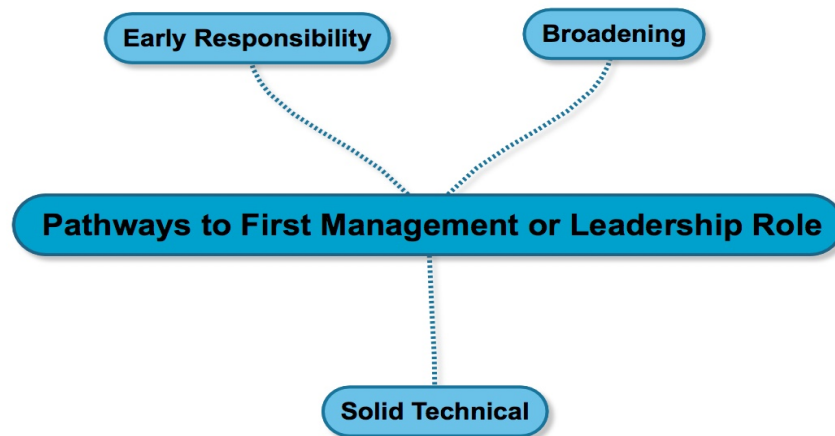 Early Responsibility
Broadening
Pathways to First Management or Leadership Role
Solid Technical